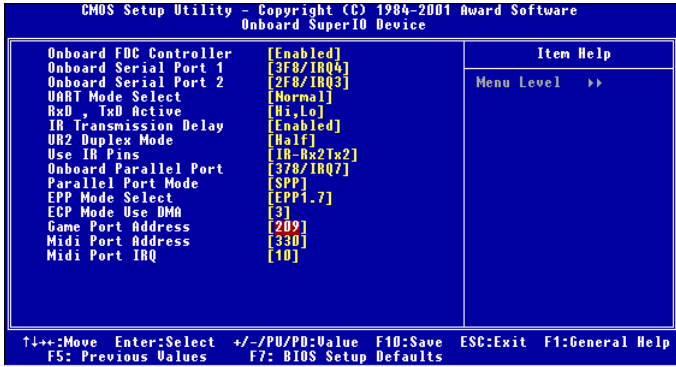 CMOS Setup Utility - Copyright (C) 1984-2001 Award Software
Onboard SuperIO Device
Onboard FDC Controller [Enabled] Item Help
Onboard Serial Port 1 [3F8/IRQ4]
Onboard Serial Port 2 [2F8/IRQ3] Menu Level ▸▸
UART Mode Select [Normal]
RxD , TxD Active [Hi,Lo]
IR Transmission Delay [Enabled]
UR2 Duplex Mode [Half]
Use IR Pins [IR-Rx2Tx2]
Onboard Parallel Port [378/IRQ7]
Parallel Port Mode [SPP]
EPP Mode Select [EPP1.7]
ECP Mode Use DMA [3]
Game Port Address [209]
Midi Port Address [330]
Midi Port IRQ [10]
↑↓→←:Move Enter:Select +/-/PU/PD:Value F10:Save ESC:Exit F1:General Help
F5: Previous Values F7: BIOS Setup Defaults